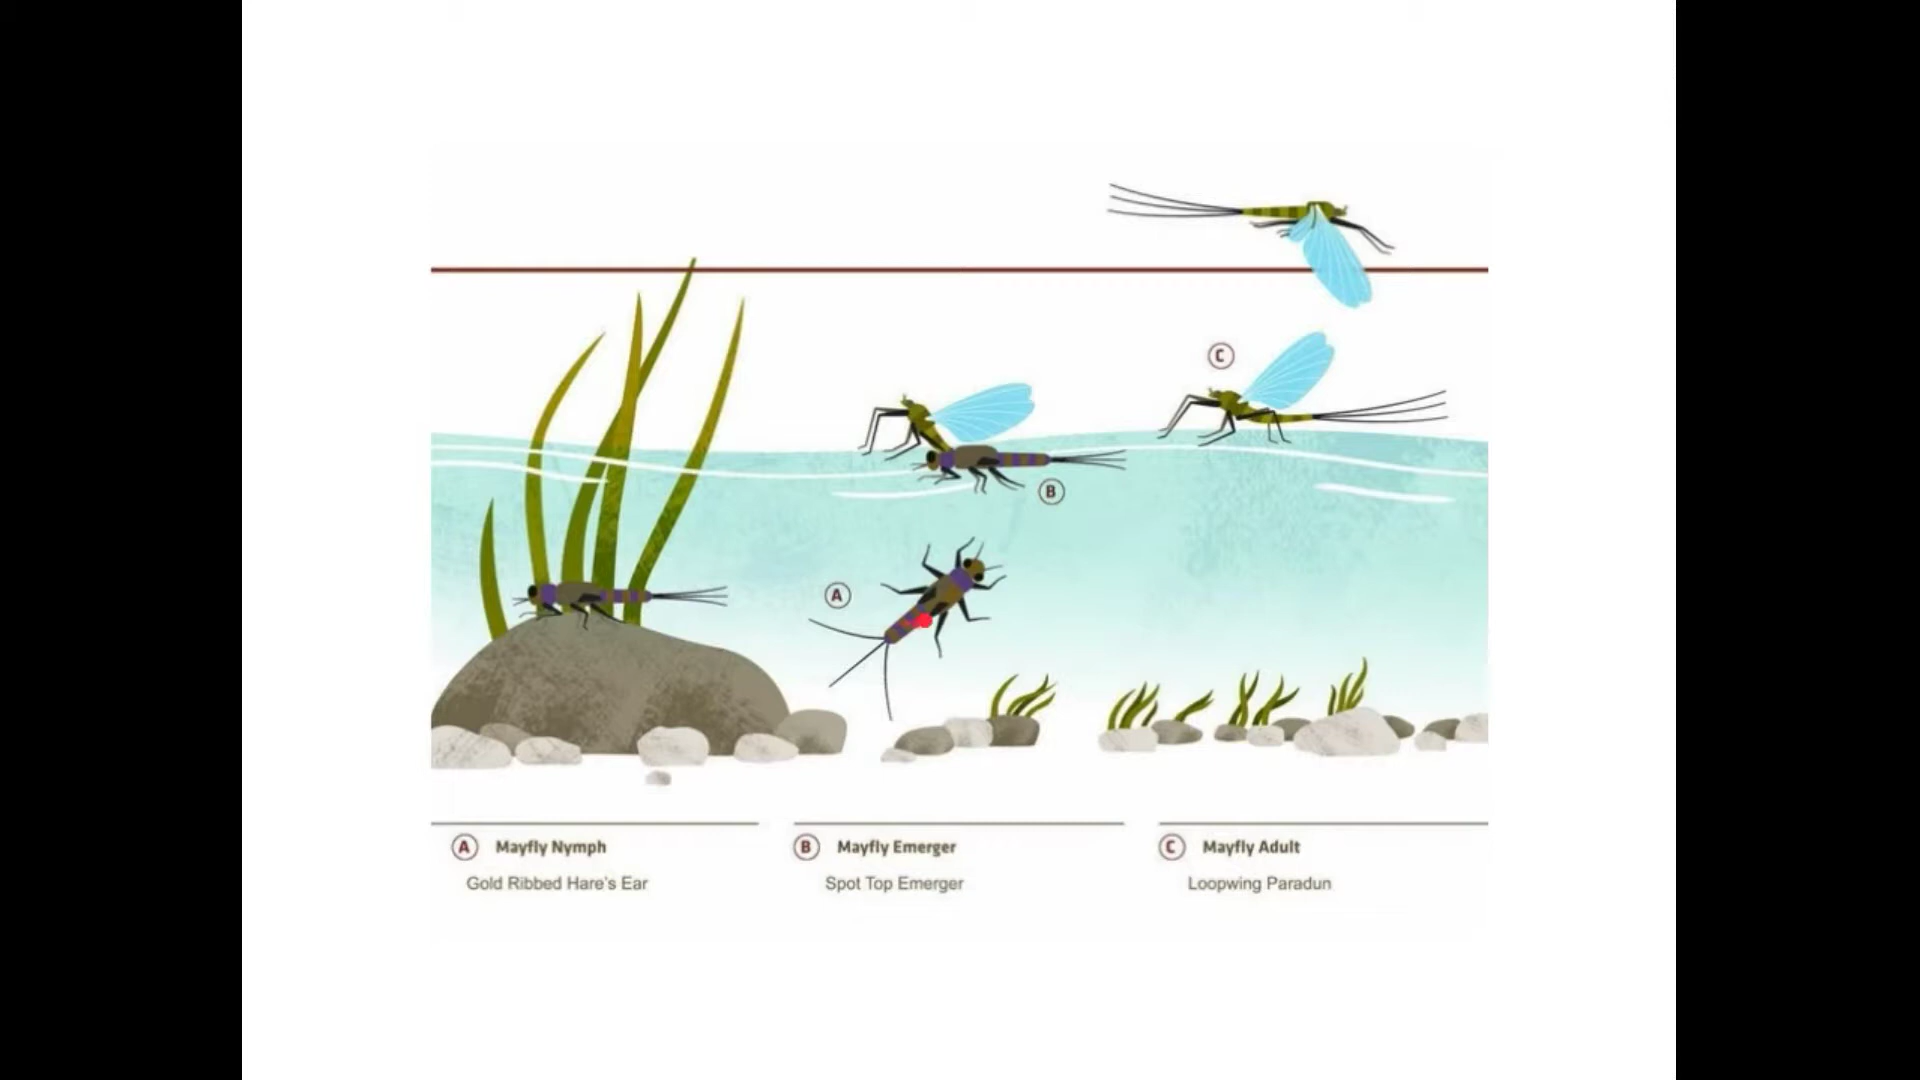 C
B
A
A Mayfly Nymph
Gold Ribbed Hare's Ear
B Mayfly Emerger
Spot Top Emerger
C Mayfly Adult
Loopwing Paradun